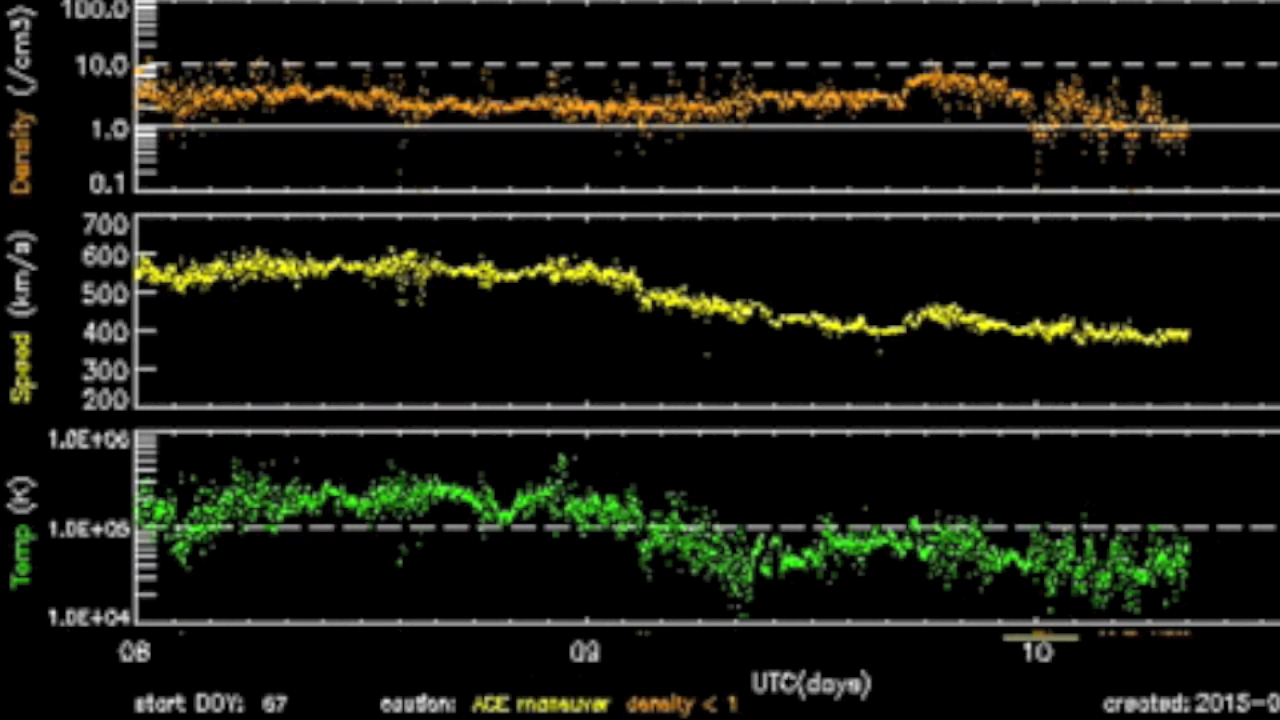 Density (/cm3)
100.0
10.0
1.0
0.1
Speed (km/s)
700
600
500
400
300
200
Temp (K)
1.0E+06
1.0E+05
1.0E+04
08 09 10
UTC(days)
start DOY: 67 caution: ACE maneuver density < 1 created: 2015-0